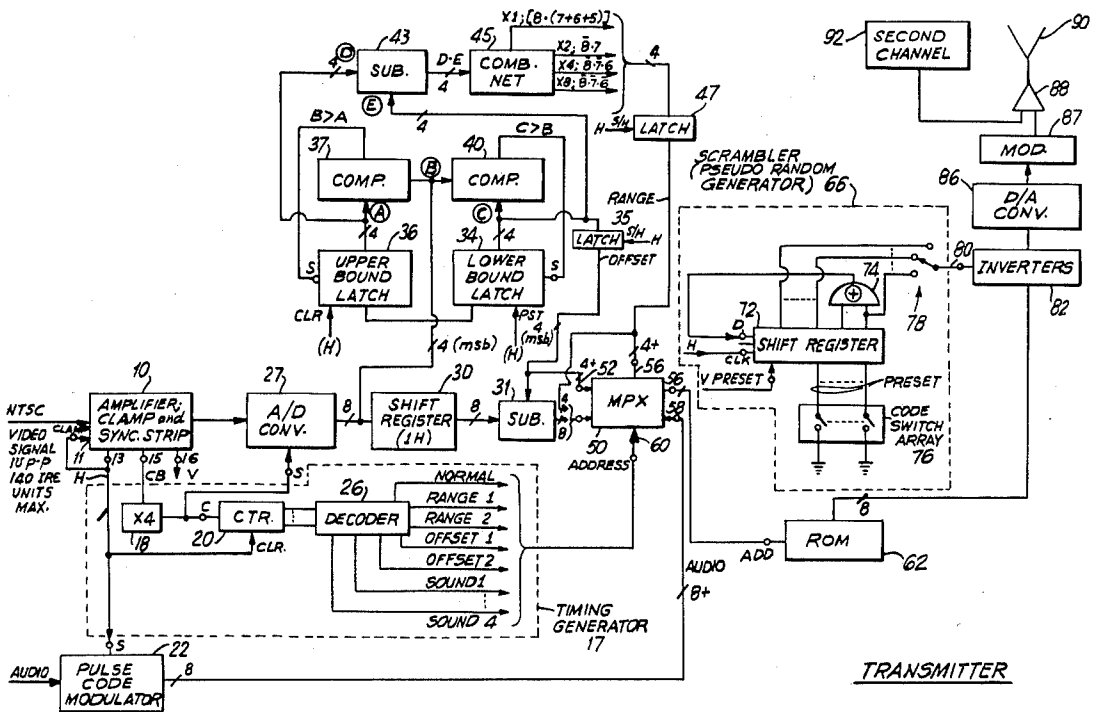 43
45
X1; [8·(7+6+5)]
92
SECOND
CHANNEL
90
D
4
SUB.
D-E
4
COMB.
NET
X2; 8̅·7
X4; 8̅·7̅·6
X8; 8̅·7̅·6̅
4
E
4
88
47
B>A
C>B
H
S/H
LATCH
87
MOD.
37
COMP.
B
40
COMP.
SCRAMBLER
(PSEUDO RANDOM
GENERATOR) 66
86
D/A
CONV.
A
4
C
4
RANGE
35
S/H
LATCH
H
OFFSET
36
UPPER
BOUND
LATCH
S
34
LOWER
BOUND
LATCH
S
74
80
INVERTERS
82
78
72
D
H
CLK
SHIFT REGISTER
CLR
(H)
PST
(H)
4
(msb)
4 (msb)
4+
56
V PRESET
PRESET
10
27
30
31
4+ 52
56
NTSC
AMPLIFIER;
CLAMP and
SYNC. STRIP
A/D
CONV.
8
SHIFT
REGISTER
(1H)
8
SUB.
MPX
58
50
60
CODE
SWITCH
ARRAY
76
CLAMP
11
VIDEO
SIGNAL
1V P-P
140 IRE
UNITS
MAX.
13
15
16
H
CB
V
S
ADDRESS
X4
18
C
CTR.
20
CLR.
26
DECODER
NORMAL
RANGE 1
RANGE 2
OFFSET 1
OFFSET 2
SOUND 1
SOUND 4
8
ROM
62
ADD
AUDIO
8+
TIMING
GENERATOR
17
S
22
AUDIO
PULSE
CODE
MODULATOR
8
TRANSMITTER